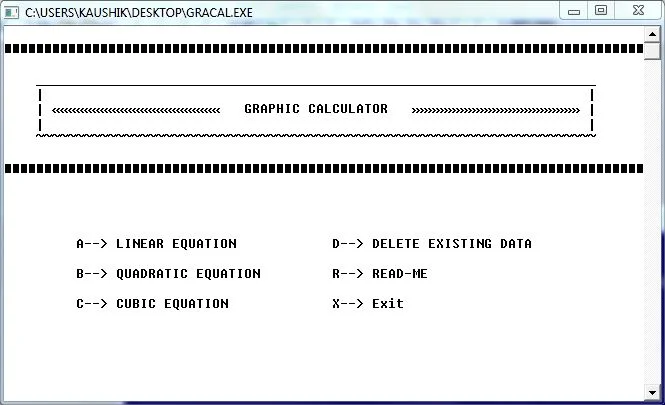 C:\USERS\KAUSHIK\DESKTOP\GRACAL.EXE
<<<<<<<<<<<<<<<<<<<<<<<<<<<<<<<<<< GRAPHIC CALCULATOR >>>>>>>>>>>>>>>>>>>>>>>>>>>>>>>>>>
A--> LINEAR EQUATION D--> DELETE EXISTING DATA
B--> QUADRATIC EQUATION R--> READ-ME
C--> CUBIC EQUATION X--> Exit